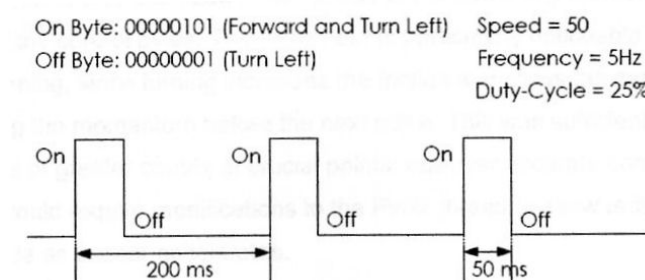 On Byte: 00000101 (Forward and Turn Left) Speed = 50
Off Byte: 00000001 (Turn Left) Frequency = 5Hz
Duty-Cycle = 25%
On On On
Off Off Off
200 ms 50 ms